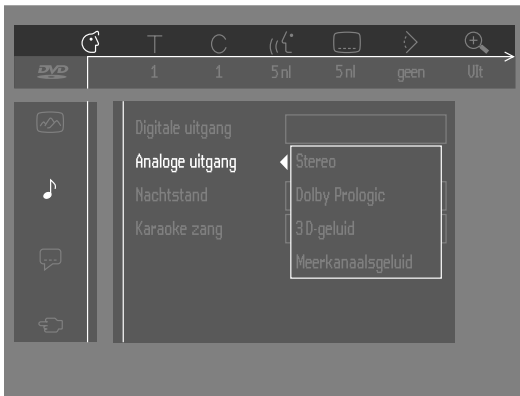 T C
DVD 1 1 5 nl 5 nl geen UIt
Digitale uitgang
Analoge uitgang Stereo
Nachtstand Dolby Prologic
Karaoke zang 3D-geluid
Meerkanaalsgeluid